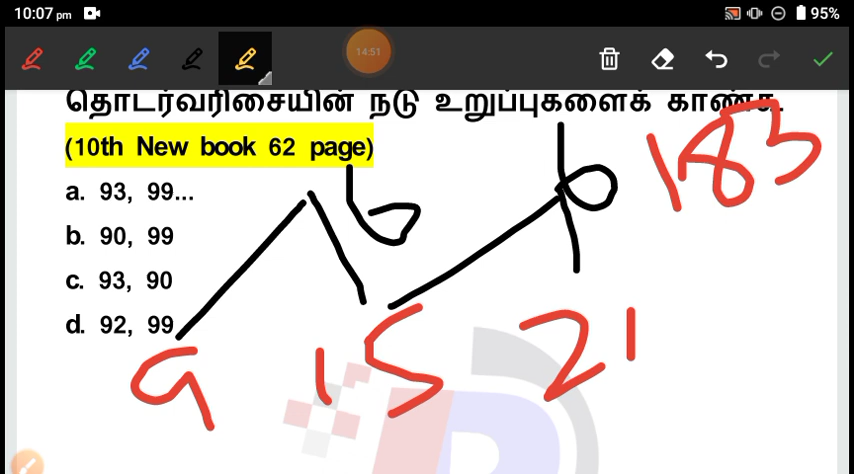 10:07 pm 95%
14:51
தொடர்வரிசையின் நடு உறுப்புகளைக் காண்க.
(10th New book 62 page)
183
a. 93, 99...
6 6
b. 90, 99
c. 93, 90
d. 92, 99
9 15 21